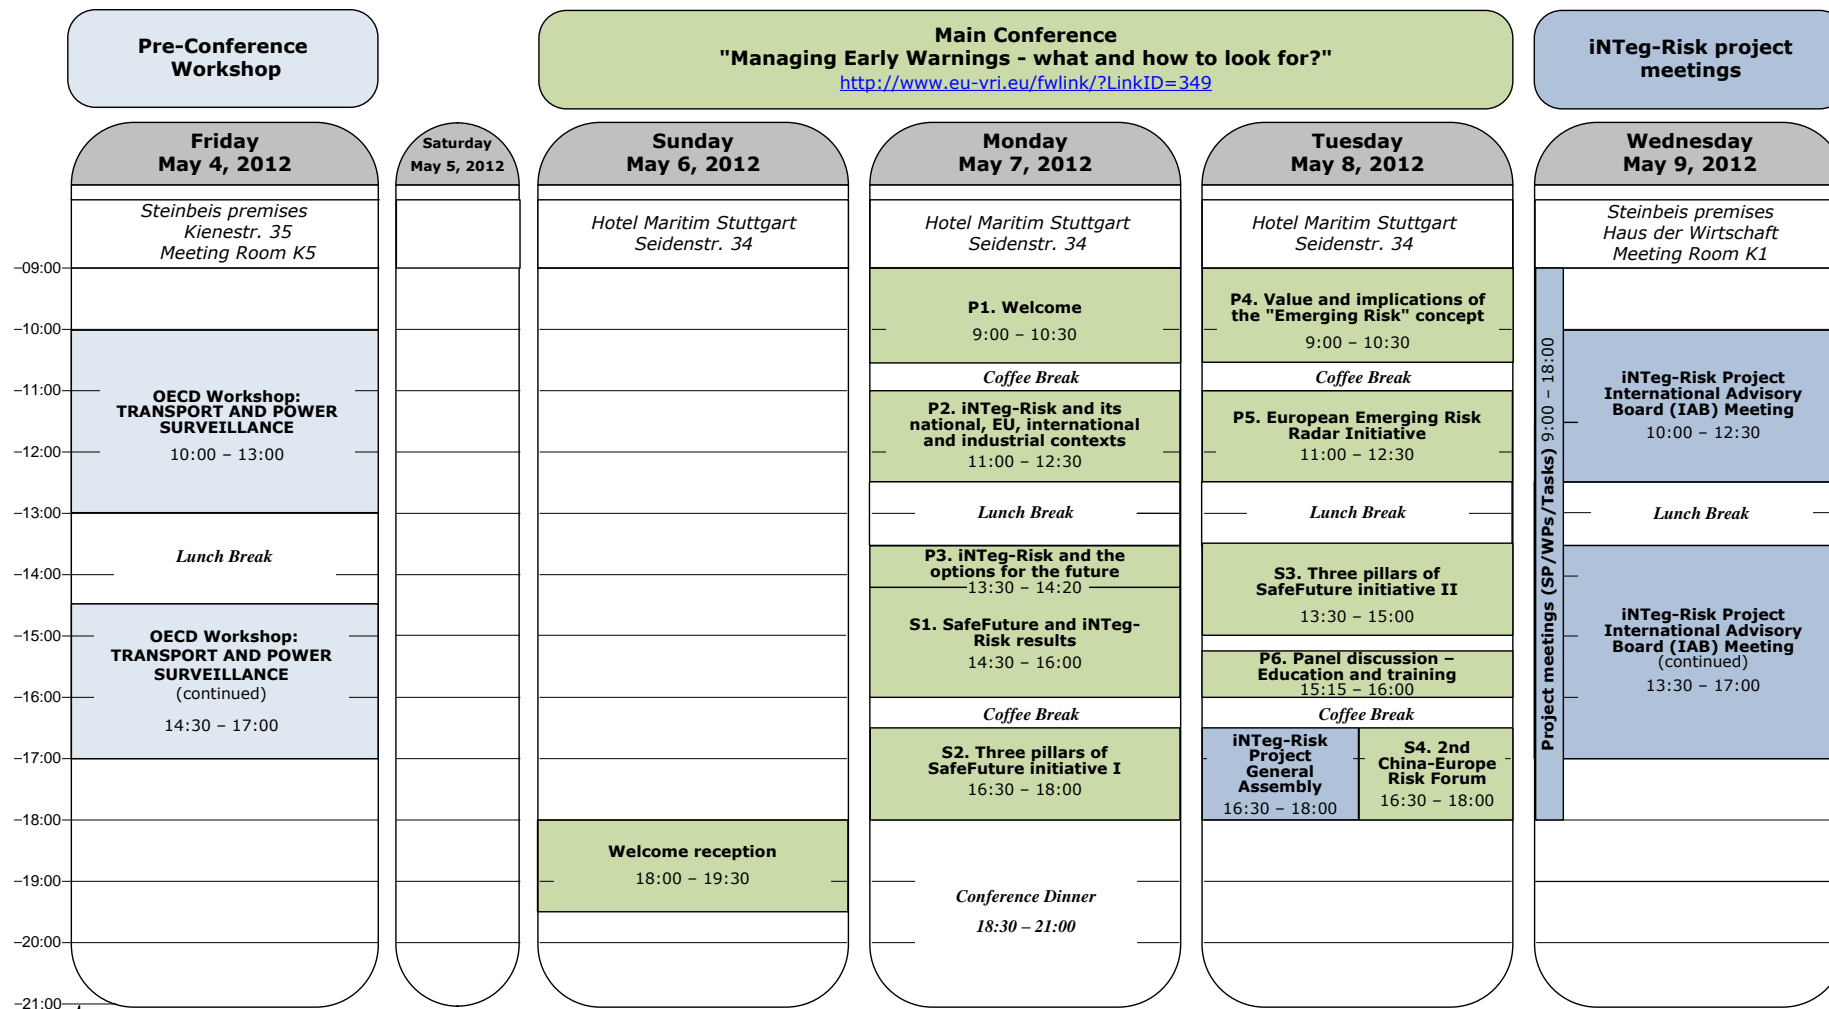 Pre-Conference
Workshop
Main Conference
"Managing Early Warnings - what and how to look for?"
http://www.eu-vri.eu/fwlink/?LinkID=349
iNTeg-Risk project
meetings
Friday
May 4, 2012
Saturday
May 5, 2012
Sunday
May 6, 2012
Monday
May 7, 2012
Tuesday
May 8, 2012
Wednesday
May 9, 2012
Steinbeis premises
Kienestr. 35
Meeting Room K5
Hotel Maritim Stuttgart
Seidenstr. 34
Hotel Maritim Stuttgart
Seidenstr. 34
Hotel Maritim Stuttgart
Seidenstr. 34
Steinbeis premises
Haus der Wirtschaft
Meeting Room K1
09:00
10:00
11:00
12:00
13:00
14:00
15:00
16:00
17:00
18:00
19:00
20:00
21:00
OECD Workshop:
TRANSPORT AND POWER
SURVEILLANCE
10:00 – 13:00
Lunch Break
OECD Workshop:
TRANSPORT AND POWER
SURVEILLANCE
(continued)
14:30 – 17:00
Welcome reception
18:00 – 19:30
P1. Welcome
9:00 – 10:30
Coffee Break
P2. iNTeg-Risk and its
national, EU, international
and industrial contexts
11:00 – 12:30
Lunch Break
P3. iNTeg-Risk and the
options for the future
13:30 – 14:20
S1. SafeFuture and iNTeg-
Risk results
14:30 – 16:00
Coffee Break
S2. Three pillars of
SafeFuture initiative I
16:30 – 18:00
Conference Dinner
18:30 – 21:00
P4. Value and implications of
the "Emerging Risk" concept
9:00 – 10:30
Coffee Break
P5. European Emerging Risk
Radar Initiative
11:00 – 12:30
Lunch Break
S3. Three pillars of
SafeFuture initiative II
13:30 – 15:00
P6. Panel discussion –
Education and training
15:15 – 16:00
Coffee Break
iNTeg-Risk
Project
General
Assembly
16:30 – 18:00
S4. 2nd
China-Europe
Risk Forum
16:30 – 18:00
Project meetings (SP/WPs/Tasks) 9:00 – 18:00
iNTeg-Risk Project
International Advisory
Board (IAB) Meeting
10:00 – 12:30
Lunch Break
iNTeg-Risk Project
International Advisory
Board (IAB) Meeting
(continued)
13:30 – 17:00